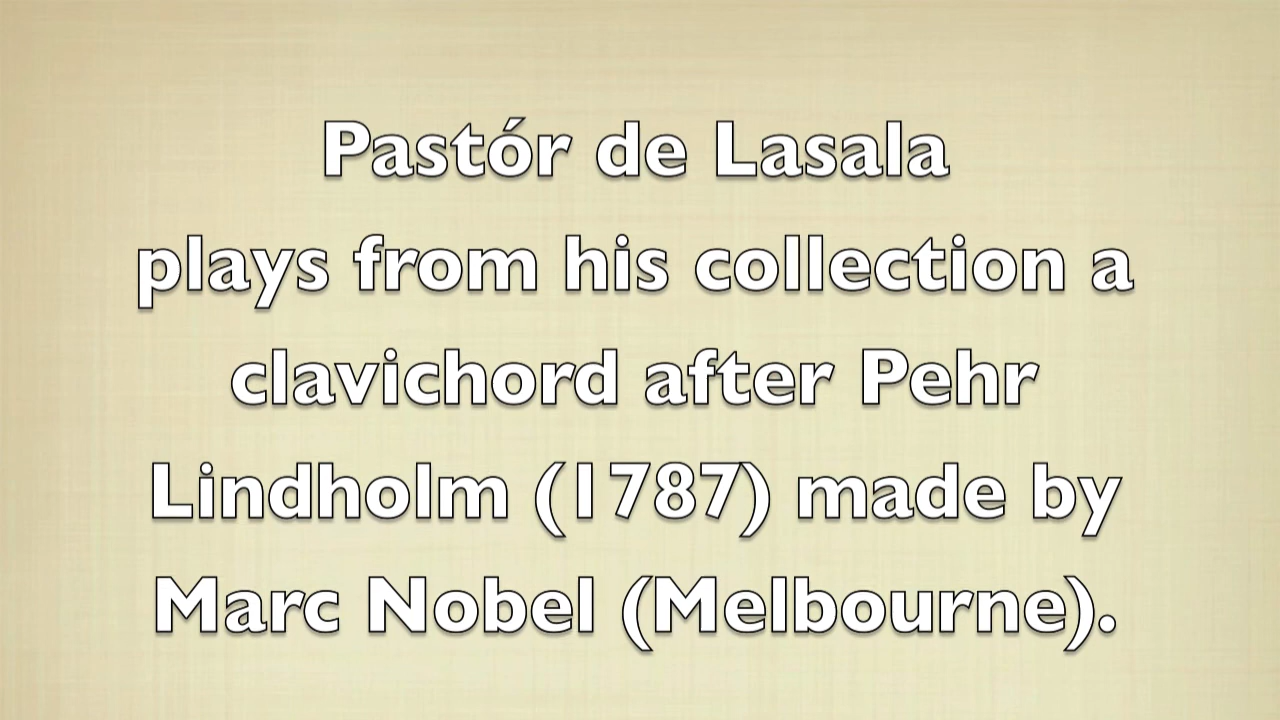 Pastór de Lasala
plays from his collection a
clavichord after Pehr
Lindholm (1787) made by
Marc Nobel (Melbourne).